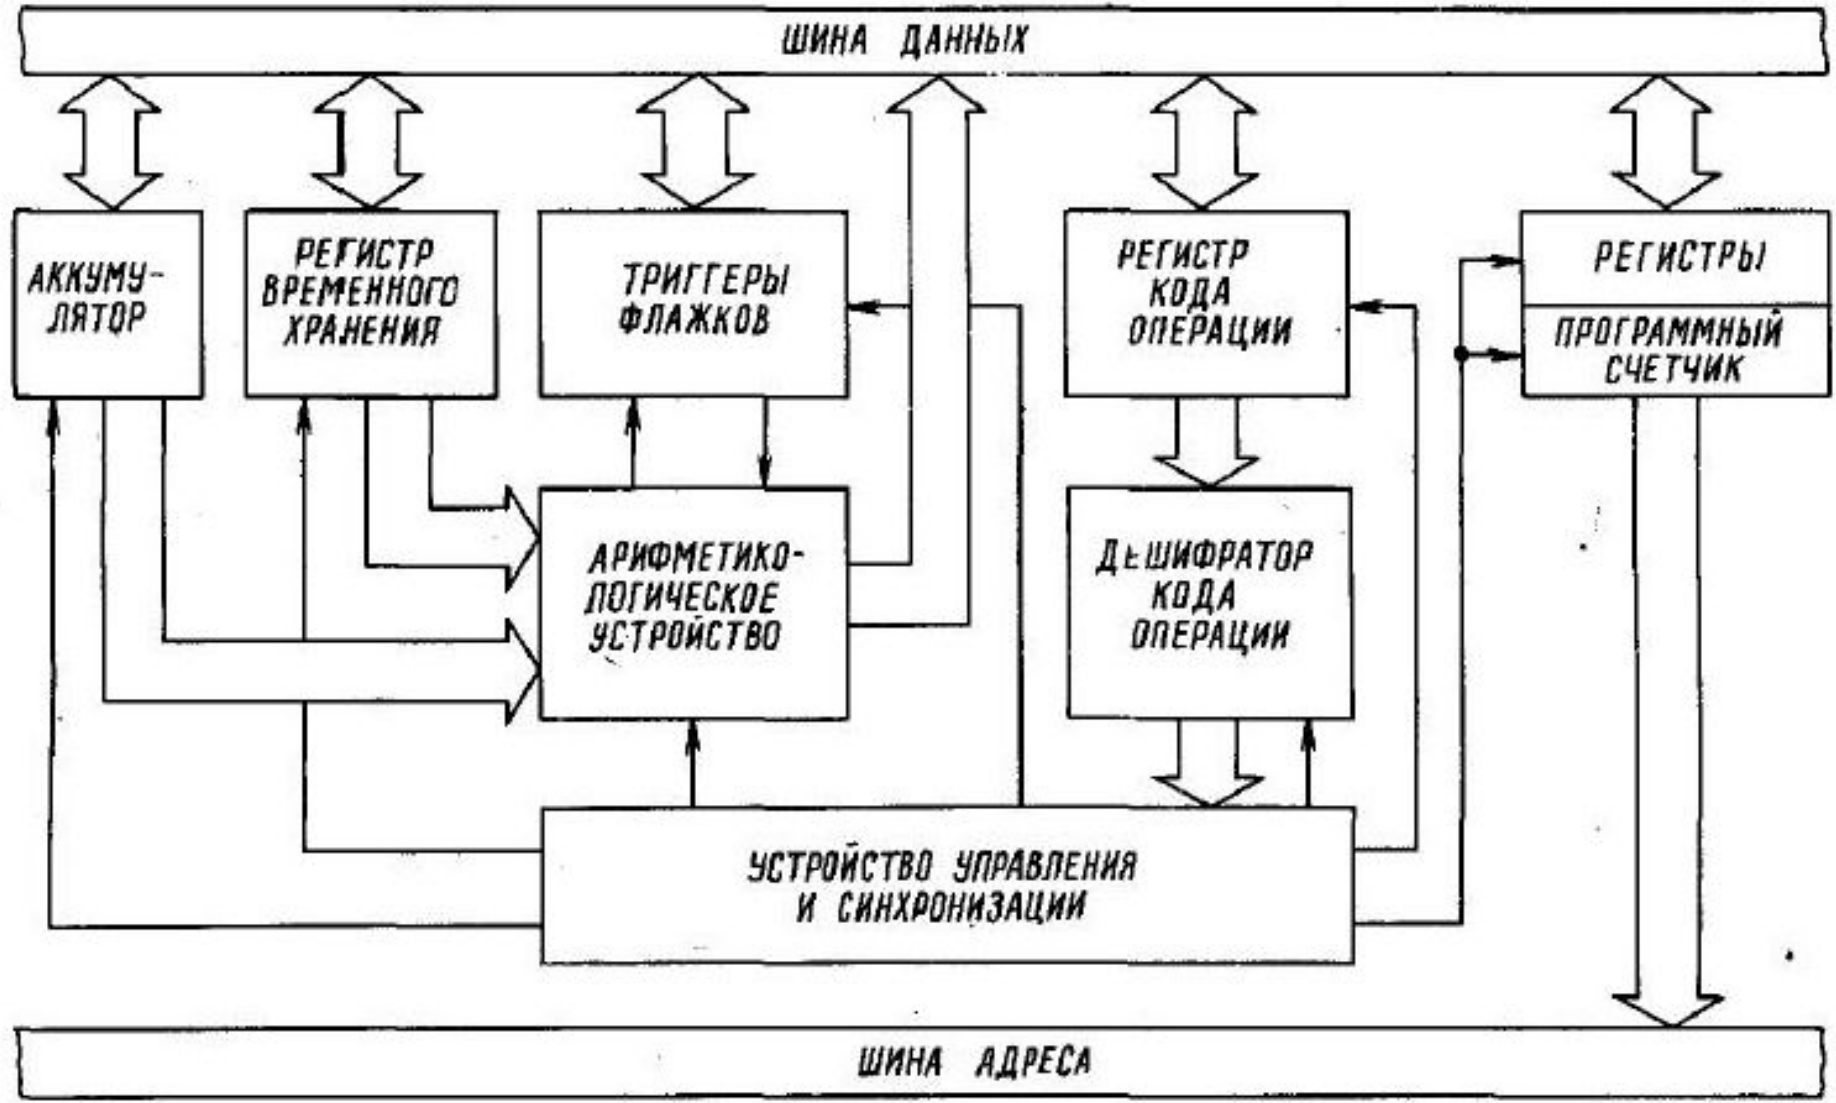 ШИНА ДАННЫХ
АККУМУ-
ЛЯТОР
РЕГИСТР
ВРЕМЕННОГО
ХРАНЕНИЯ
ТРИГГЕРЫ
ФЛАЖКОВ
РЕГИСТР
КОДА
ОПЕРАЦИИ
РЕГИСТРЫ
ПРОГРАММНЫЙ
СЧЕТЧИК
АРИФМЕТИКО-
ЛОГИЧЕСКОЕ
УСТРОЙСТВО
ДЕШИФРАТОР
КОДА
ОПЕРАЦИИ
УСТРОЙСТВО УПРАВЛЕНИЯ
И СИНХРОНИЗАЦИИ
ШИНА АДРЕСА